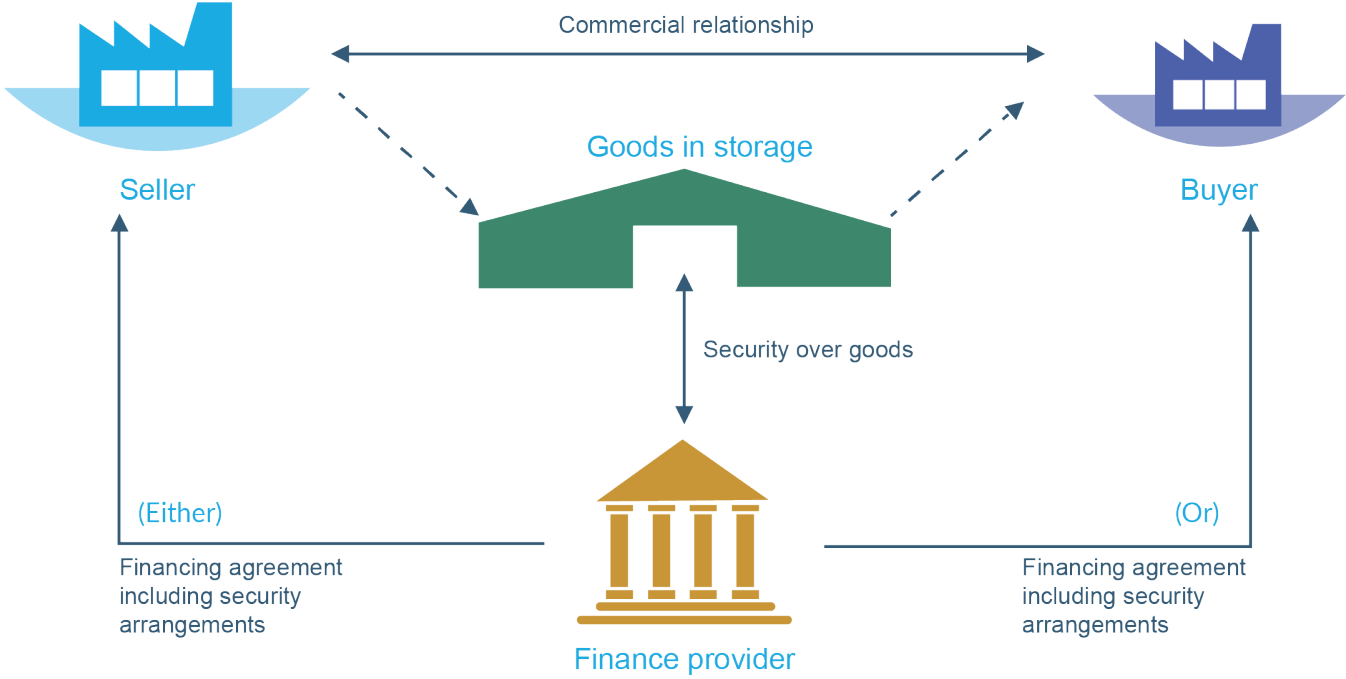 Commercial relationship
Goods in storage
Seller
Buyer
Security over goods
(Either)
(Or)
Financing agreement
including security
arrangements
Financing agreement
including security
arrangements
Finance provider